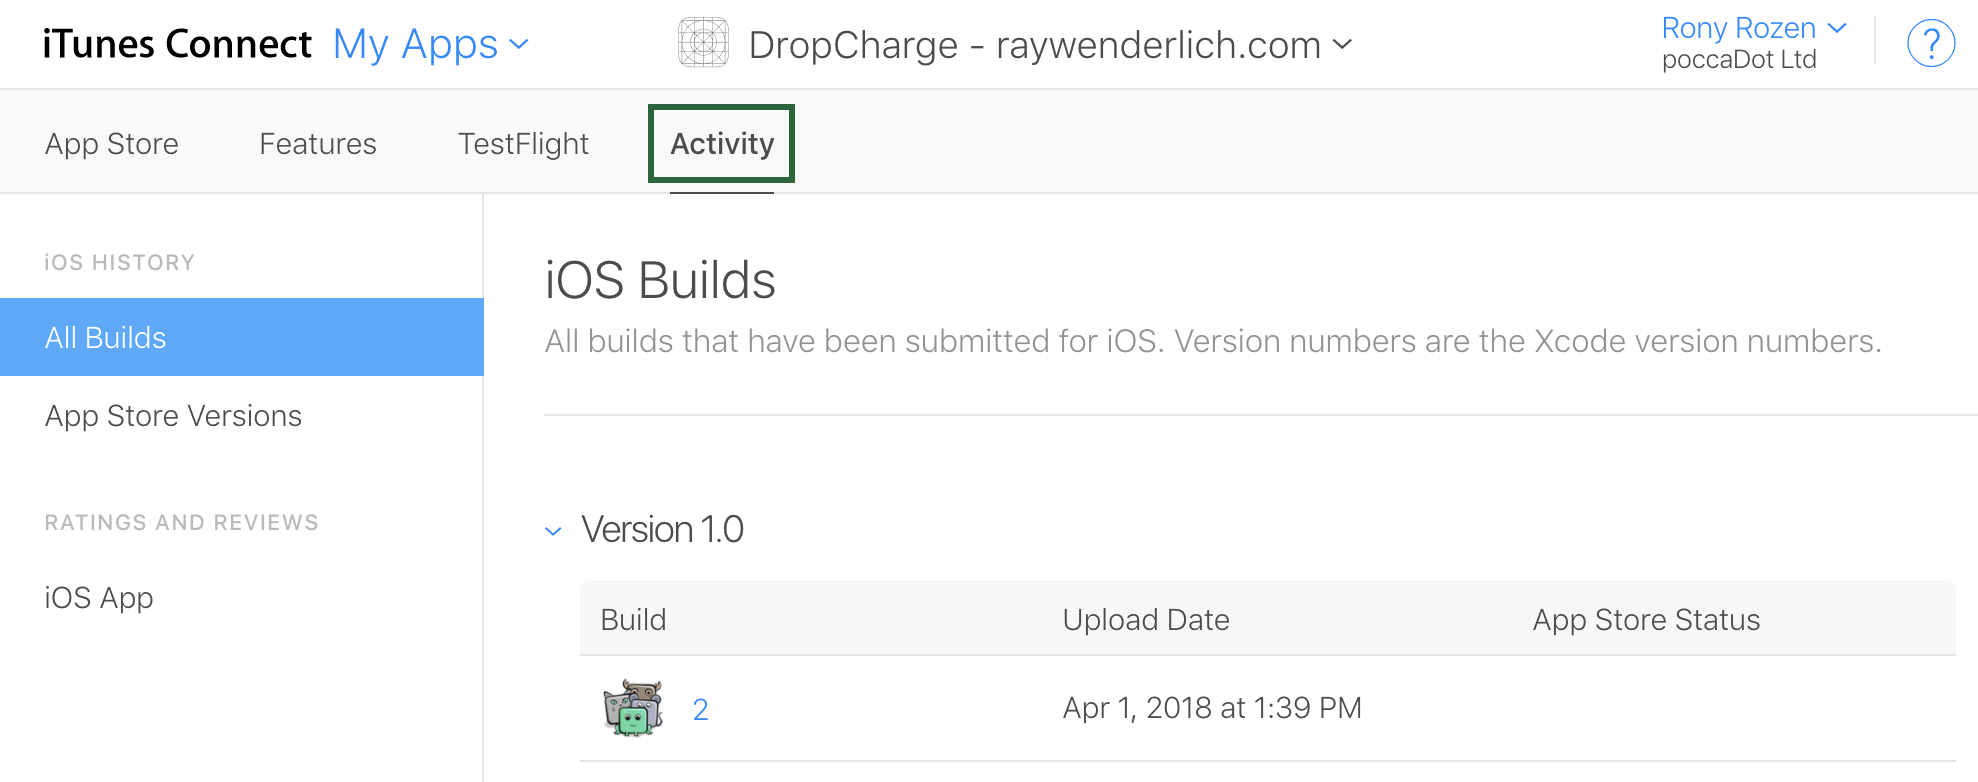 iTunes Connect My Apps DropCharge - raywenderlich.com Rony Rozen
poccaDot Ltd ?
App Store Features TestFlight Activity
iOS HISTORY
All Builds
App Store Versions
RATINGS AND REVIEWS
iOS App
iOS Builds
All builds that have been submitted for iOS. Version numbers are the Xcode version numbers.
Version 1.0
Build Upload Date App Store Status
2 Apr 1, 2018 at 1:39 PM